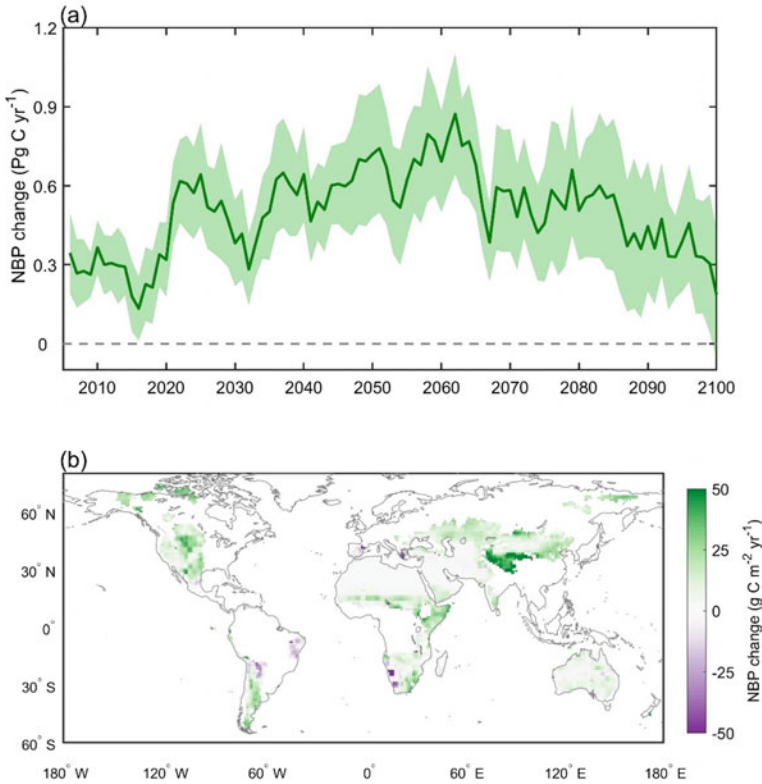 (a)
NBP change (Pg C yr⁻¹)
1.2
0.9
0.6
0.3
0
2010 2020 2030 2040 2050 2060 2070 2080 2090 2100
(b)
60° N
30° N
0°
30° S
60° S
180° W 120° W 60° W 0° 60° E 120° E 180° E
50
25
0
-25
-50
NBP change (g C m⁻² yr⁻¹)